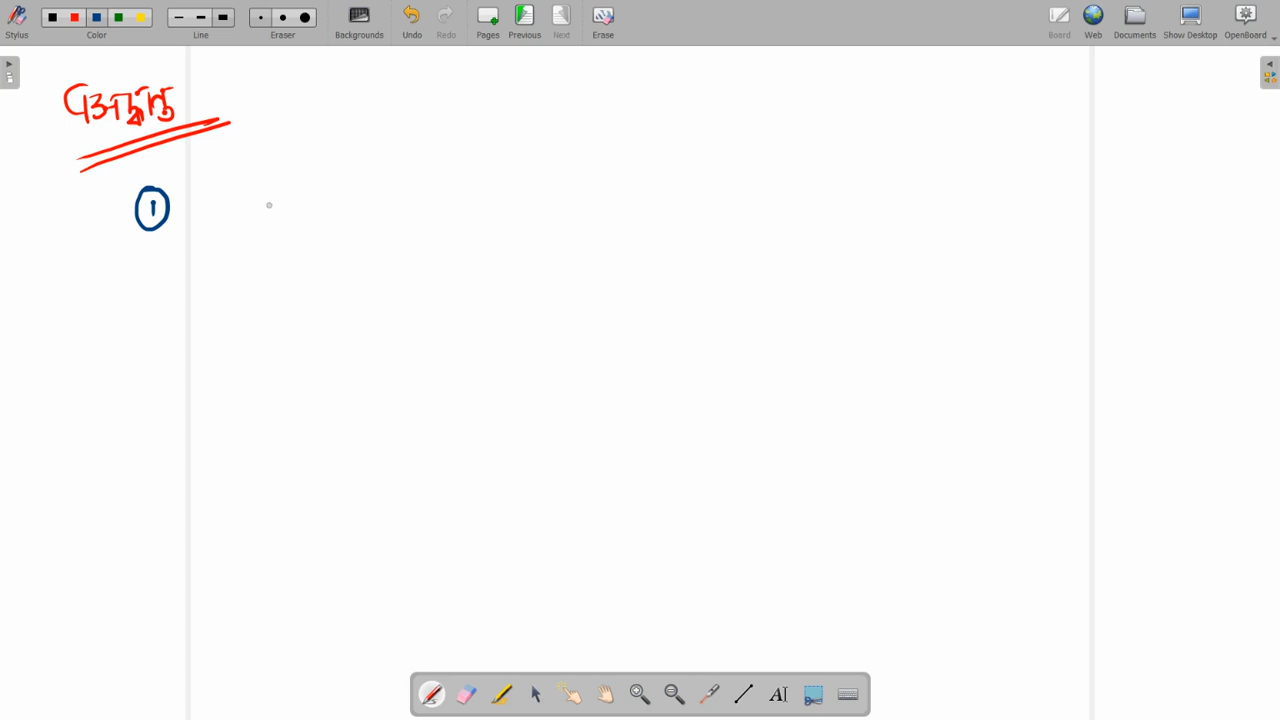 Stylus
Color
Line
Eraser
Backgrounds
Undo
Redo
Pages
Previous
Next
Erase
Board
Web
Documents
Show Desktop
OpenBoard
1